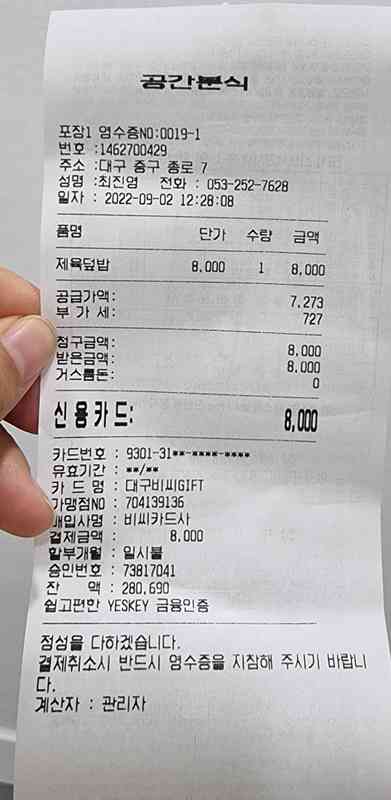 공간분식
포장1 영수증NO:0019-1
번호 :1462700429
주소 :대구 중구 종로 7
성명 :최진영 전화 : 053-252-7628
일자 : 2022-09-02 12:28:08
품명 단가 수량 금액
제육덮밥 8,000 1 8,000
공급가액: 7,273
부 가 세: 727
청구금액: 8,000
받은금액: 8,000
거스름돈: 0
신용카드: 8,000
카드번호 : 9301-31**-****-****
유효기간 : **/**
카 드 명 : 대구비씨GIFT
가맹점NO : 704139136
매입사명 : 비씨카드사
결제금액 : 8,000
할부개월 : 일시불
승인번호 : 73817041
잔 액 : 280,690
쉽고편한 YESKEY 금융인증
정성을 다하겠습니다.
결제취소시 반드시 영수증을 지참해 주시기 바랍니
다.
계산자 : 관리자